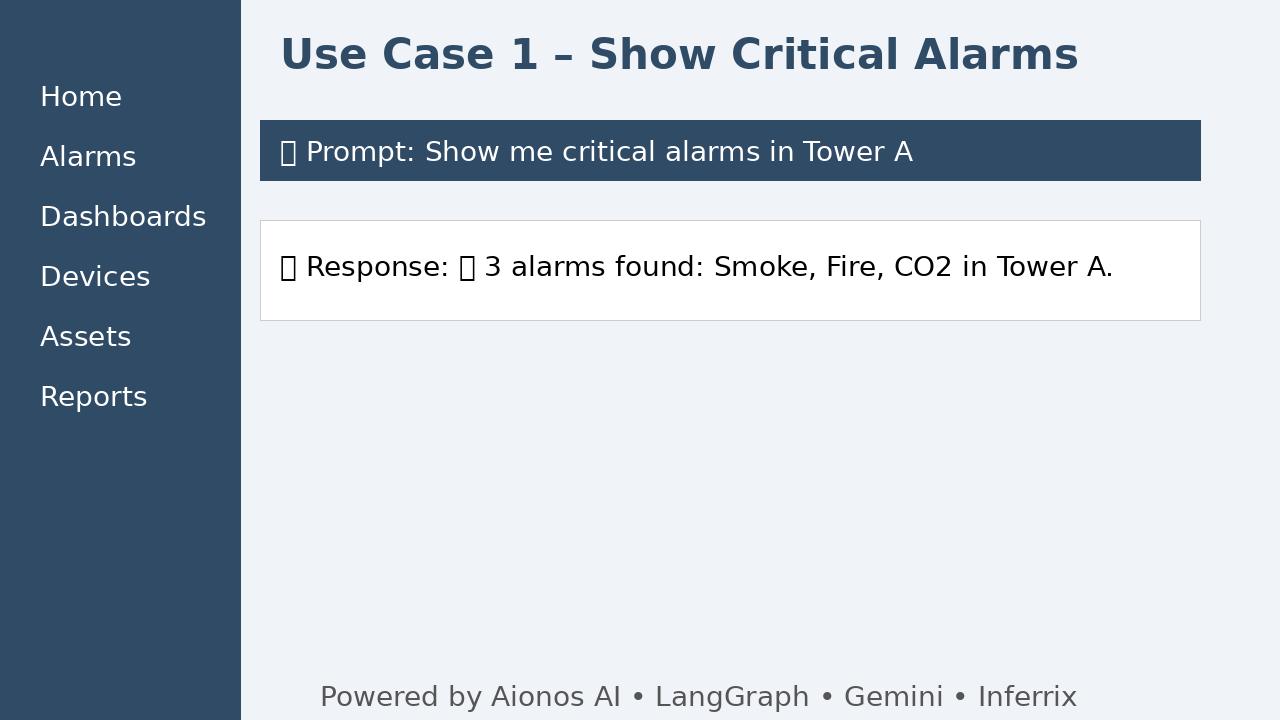 Use Case 1 – Show Critical Alarms
Home
Alarms
Dashboards
Devices
Assets
Reports
Prompt: Show me critical alarms in Tower A
Response: 3 alarms found: Smoke, Fire, CO2 in Tower A.
Powered by Aionos AI • LangGraph • Gemini • Inferrix